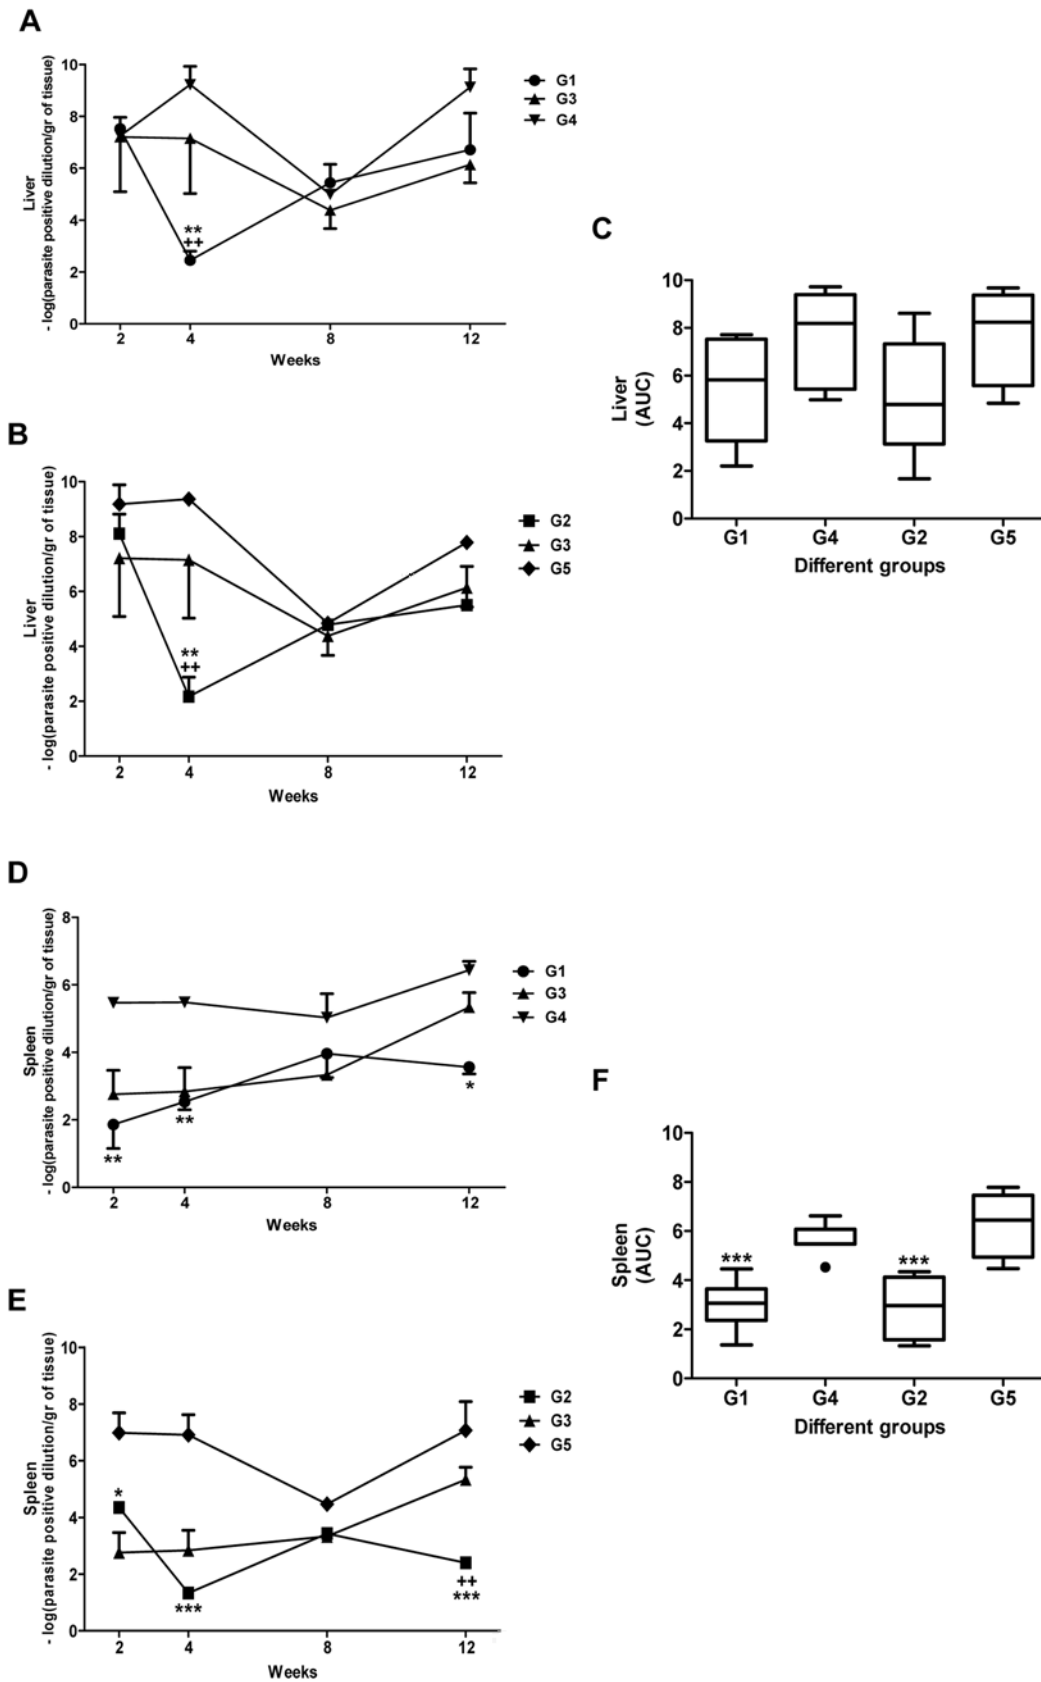 A
Liver
- log(parasite positive dilution/gr of tissue)
10
8
6
4
2
0
**
++
2 4 8 12
Weeks
G1
G3
G4
B
Liver
- log(parasite positive dilution/gr of tissue)
10
8
6
4
2
0
**
++
2 4 8 12
Weeks
G2
G3
G5
C
Liver
(AUC)
10
8
6
4
2
0
G1 G4 G2 G5
Different groups
D
Spleen
- log(parasite positive dilution/gr of tissue)
8
6
4
2
0
**
**
*
2 4 8 12
Weeks
G1
G3
G4
E
Spleen
- log(parasite positive dilution/gr of tissue)
10
8
6
4
2
0
*
***
++
***
2 4 8 12
Weeks
G2
G3
G5
F
Spleen
(AUC)
10
8
6
4
2
0
*** ***
G1 G4 G2 G5
Different groups